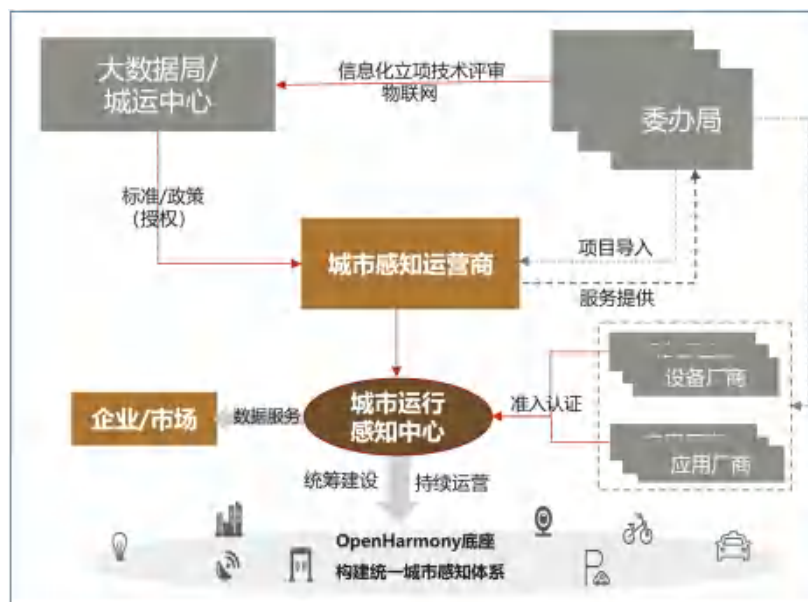 大数据局/
城运中心
信息化立项技术评审
物联网
委办局
标准/政策
（授权）
城市感知运营商
项目导入
服务提供
设备厂商
企业/市场
数据服务
城市运行
感知中心
准入认证
应用厂商
统筹建设
持续运营
OpenHarmony底座
构建统一城市感知体系